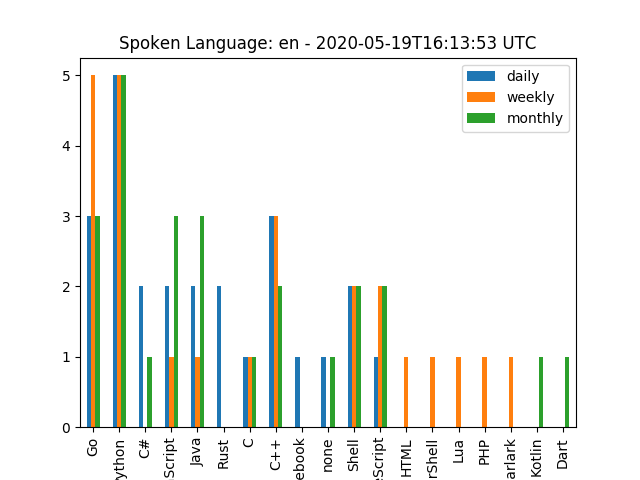 Spoken Language: en - 2020-05-19T16:13:53 UTC
daily
weekly
monthly
5
4
3
2
1
0
Go
ython
C#
Script
Java
Rust
C
C++
ebook
none
Shell
eScript
HTML
rShell
Lua
PHP
arlark
Kotlin
Dart